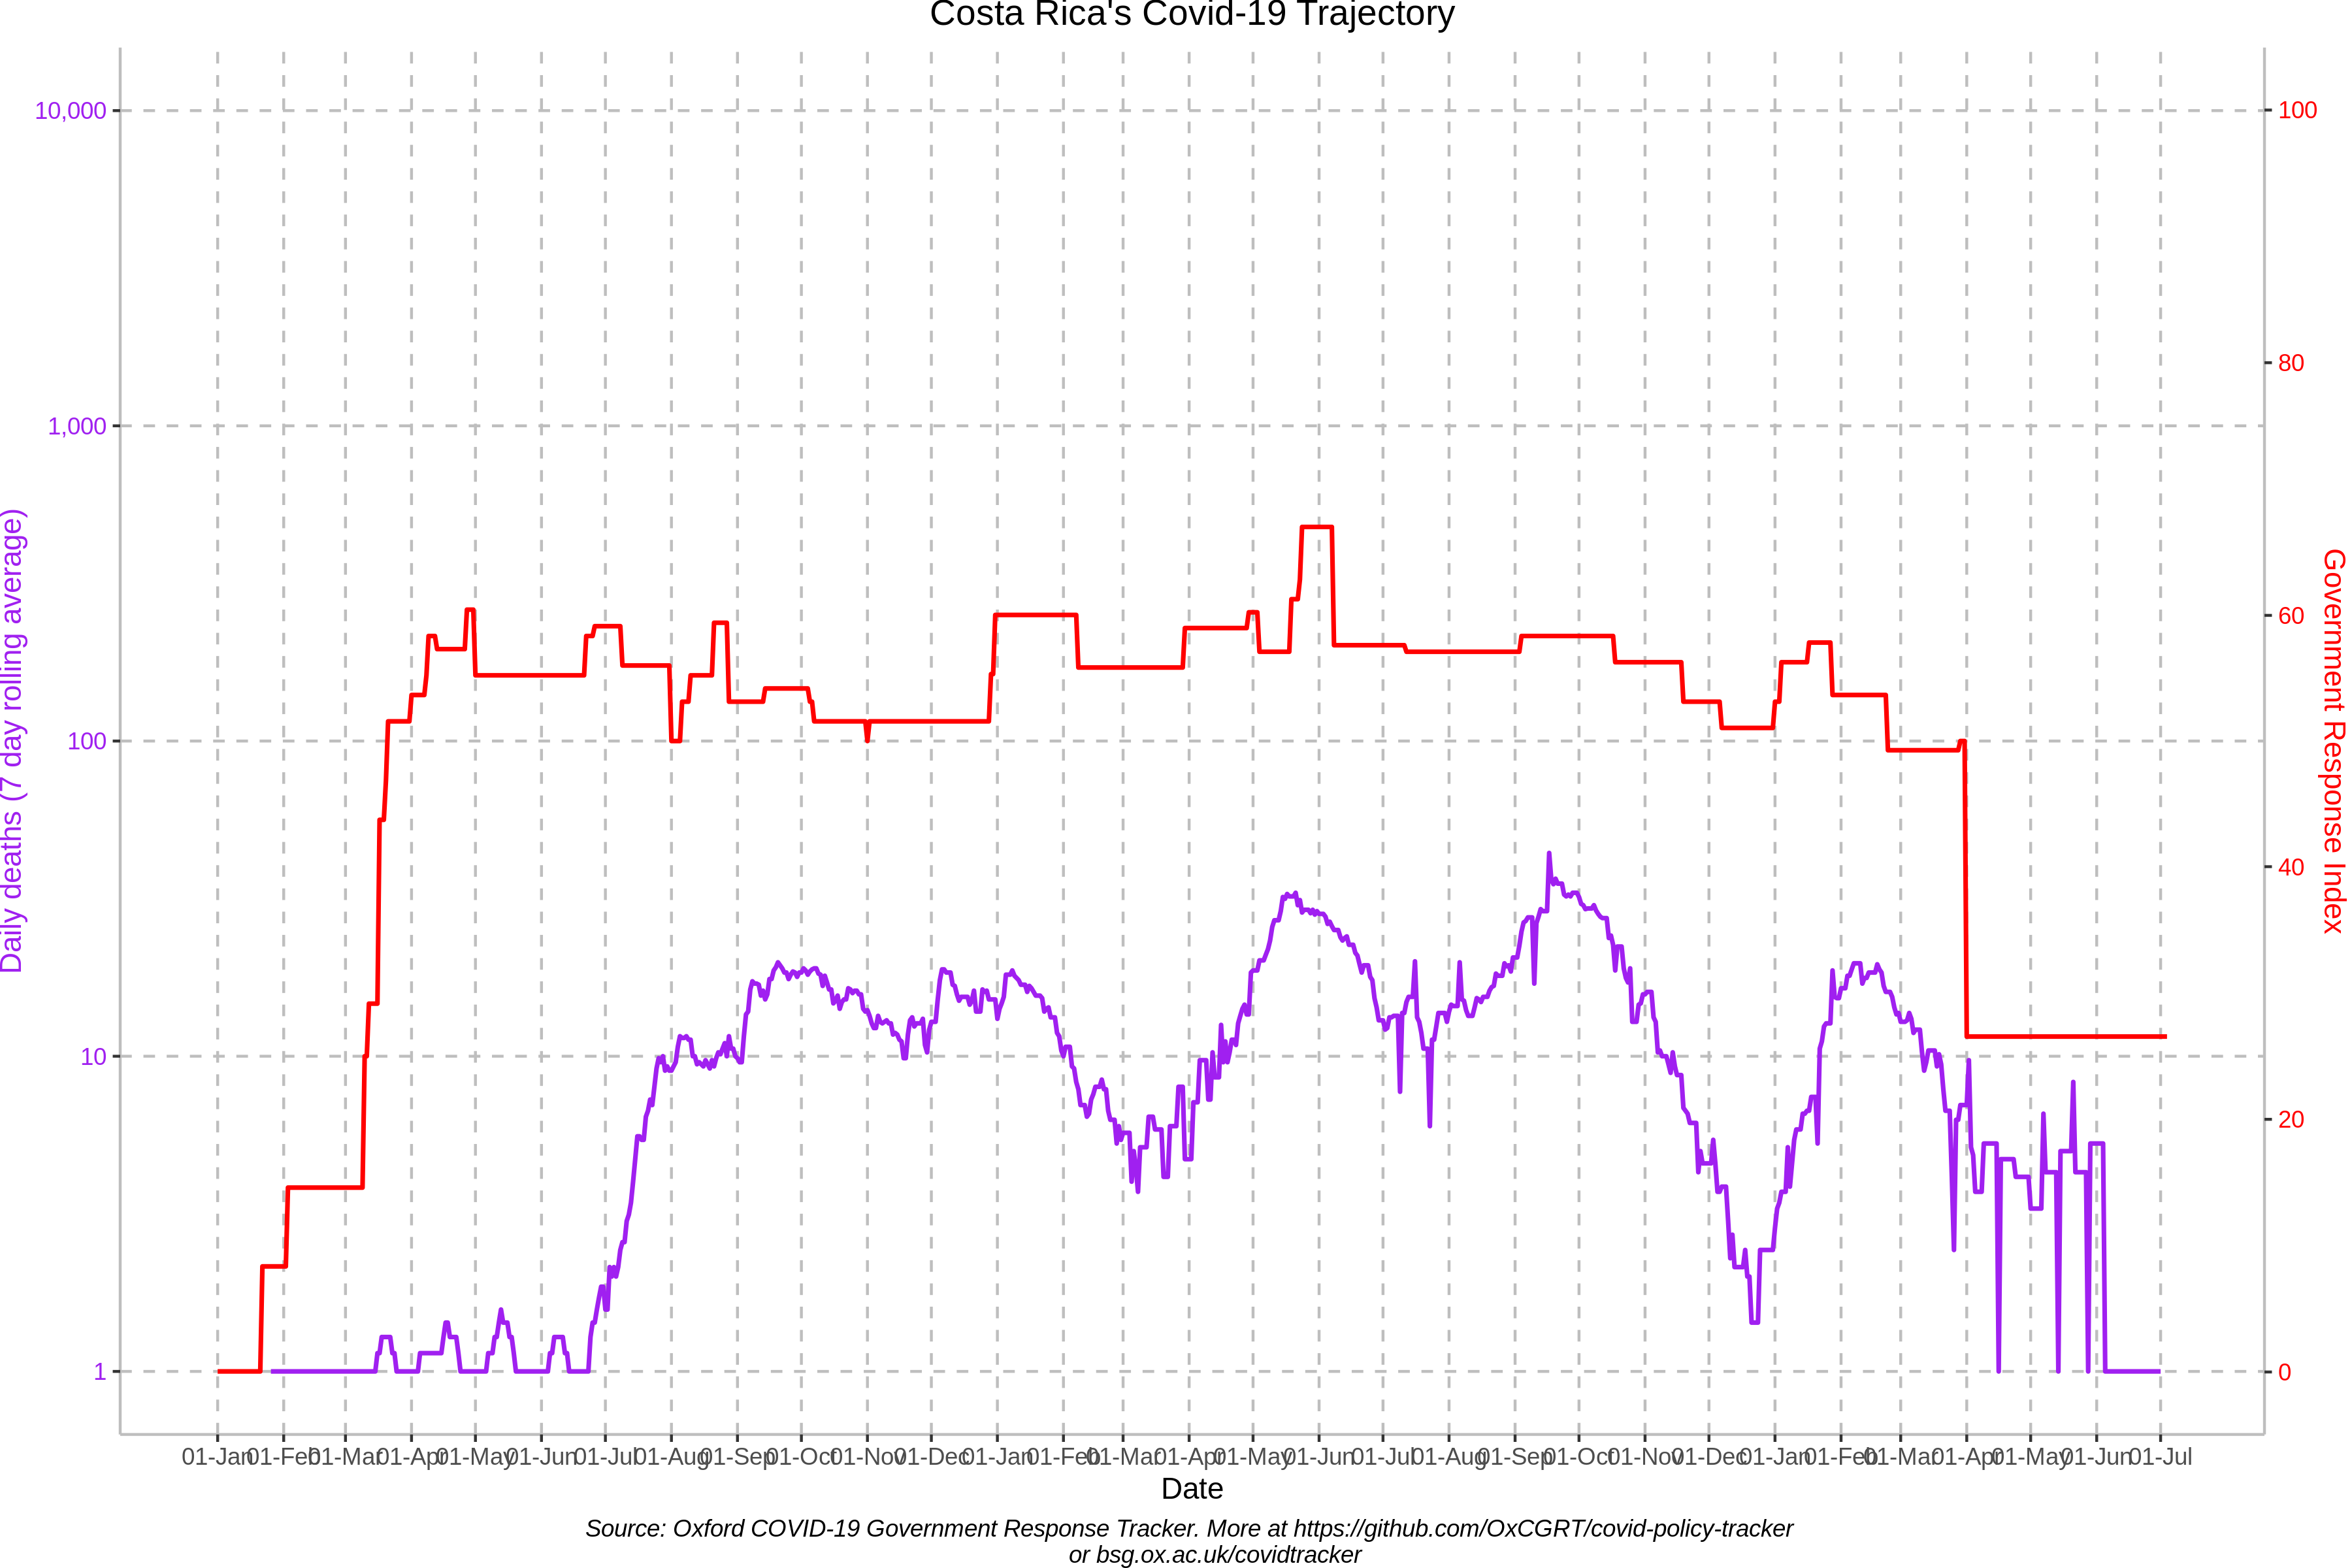 Costa Rica's Covid-19 Trajectory
10,000
1,000
100
10
1
Daily deaths (7 day rolling average)
100
80
60
40
20
0
Government Response Index
01-Jan
01-Feb
01-Mar
01-Apr
01-May
01-Jun
01-Jul
01-Aug
01-Sep
01-Oct
01-Nov
01-Dec
01-Jan
01-Feb
01-Mar
01-Apr
01-May
01-Jun
01-Jul
01-Aug
01-Sep
01-Oct
01-Nov
01-Dec
01-Jan
01-Feb
01-Mar
01-Apr
01-May
01-Jun
01-Jul
Date
Source: Oxford COVID-19 Government Response Tracker. More at https://github.com/OxCGRT/covid-policy-tracker
or bsg.ox.ac.uk/covidtracker